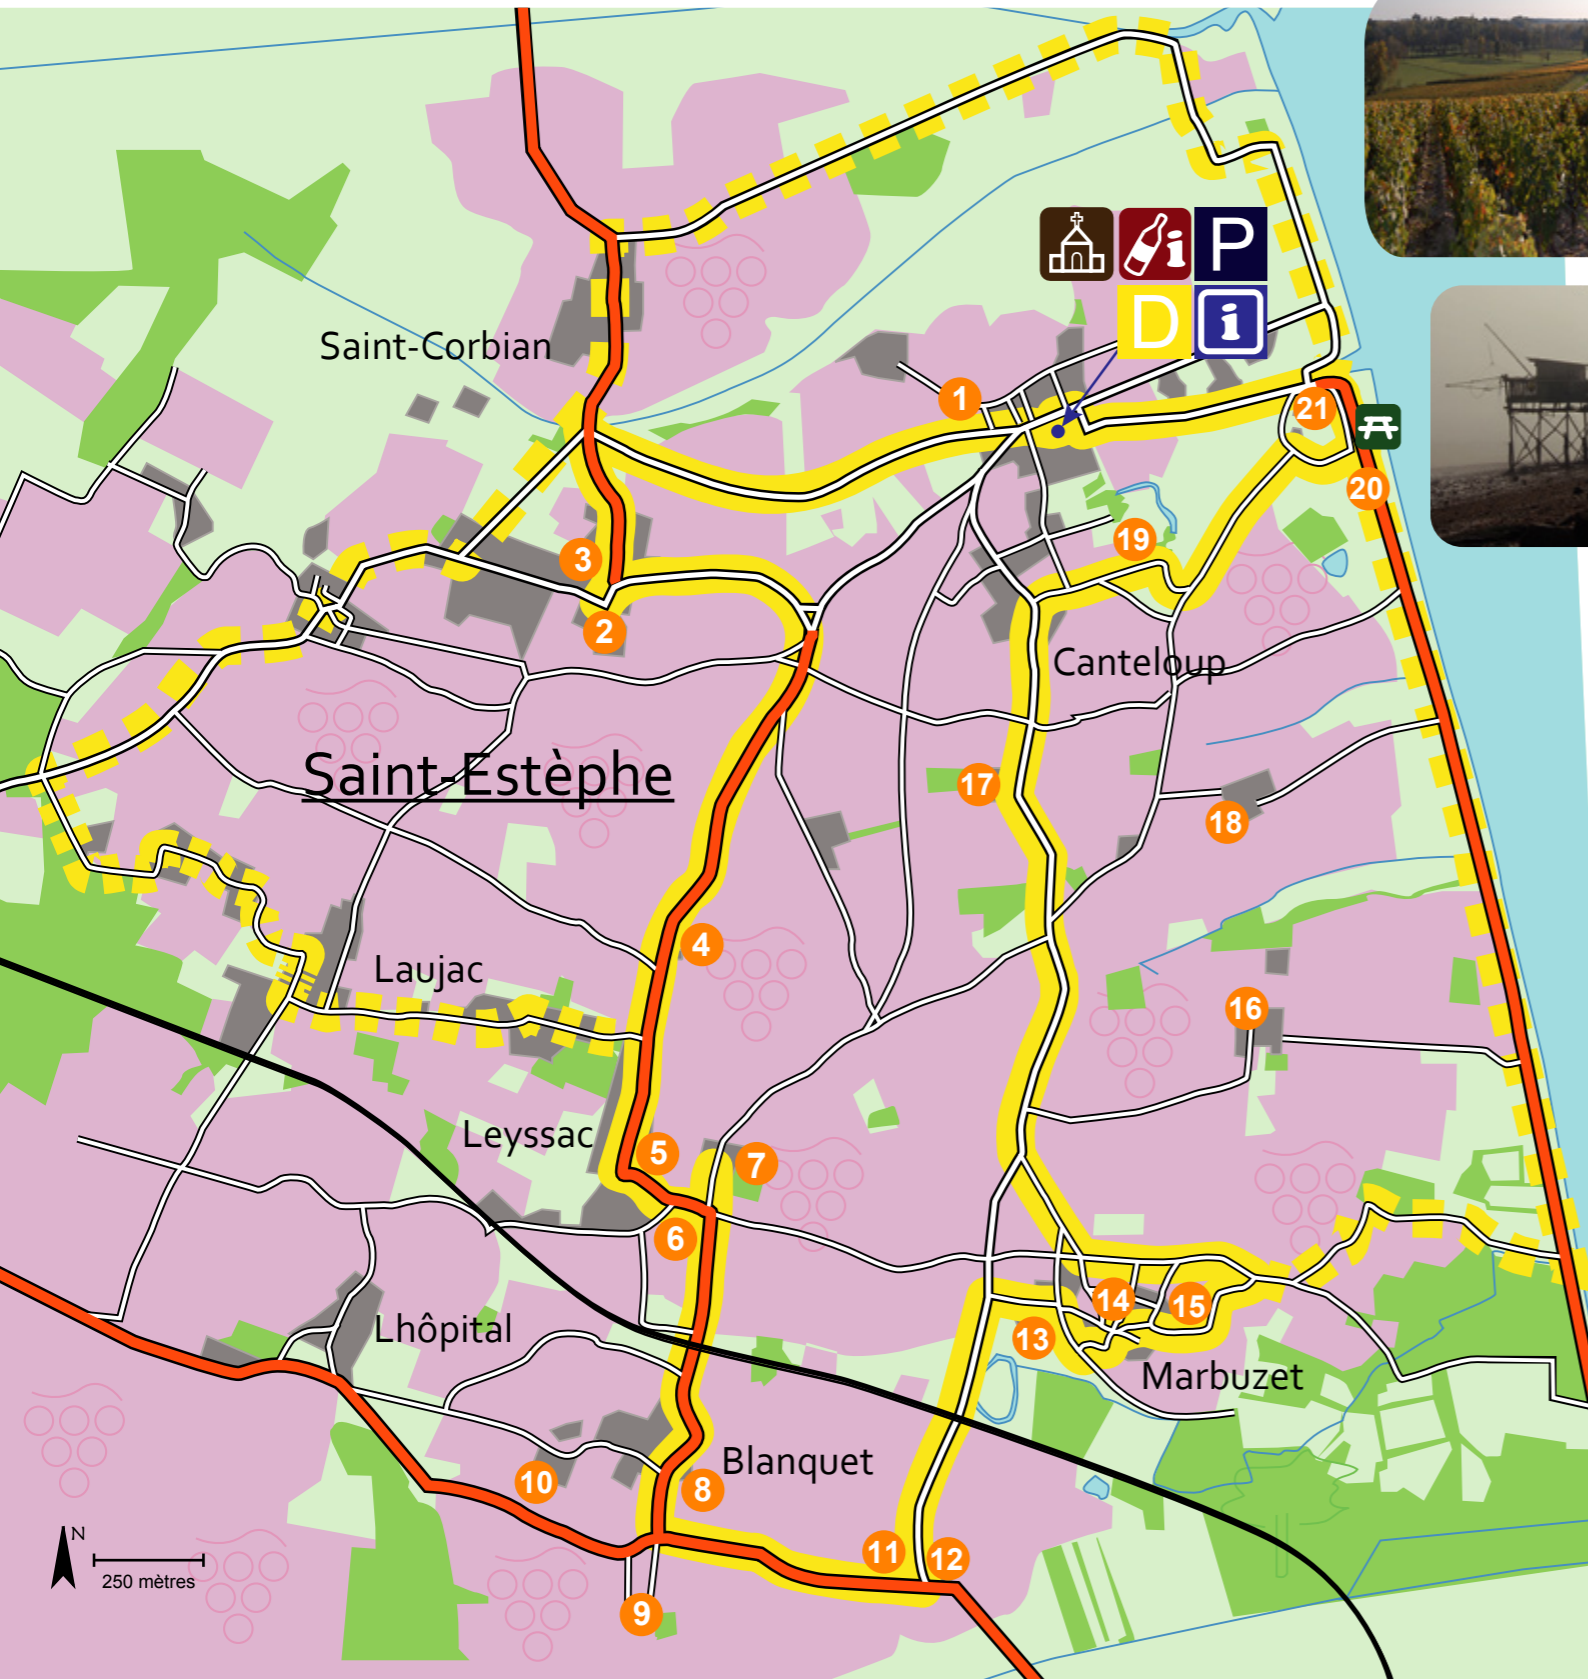 P
D i
Saint-Corbian
1
21
20
3
19
2
Canteloup
Saint-Estèphe
17
18
4
Laujac
16
Leyssac
5
7
6
14
15
Lhôpital
13
Marbuzet
Blanquet
10
8
N
11
12
250 mètres
9